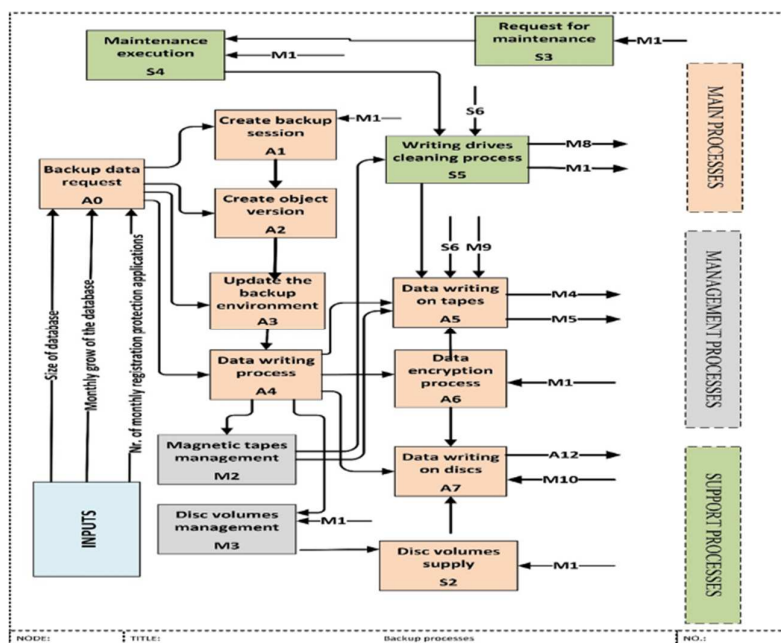 Request for
maintenance
S3
M1
Maintenance
execution
S4
M1
S6
Create backup
session
A1
M1
Writing drives
cleaning process
S5
M8
M1
Backup data
request
A0
Create object
version
A2
S6
M9
Update the
backup
environment
A3
Data writing
on tapes
A5
M4
M5
Data writing
process
A4
Data
encryption
process
A6
M1
Magnetic tapes
management
M2
Data writing
on discs
A7
A12
M10
Disc volumes
management
M3
M1
Disc volumes
supply
S2
M1
Size of database
Monthly grow of the database
Nr. of monthly registration protection applications
INPUTS
MAIN PROCESSES
MANAGEMENT PROCESSES
SUPPORT PROCESSES
NODE:
TITLE:
Backup processes
NO.: